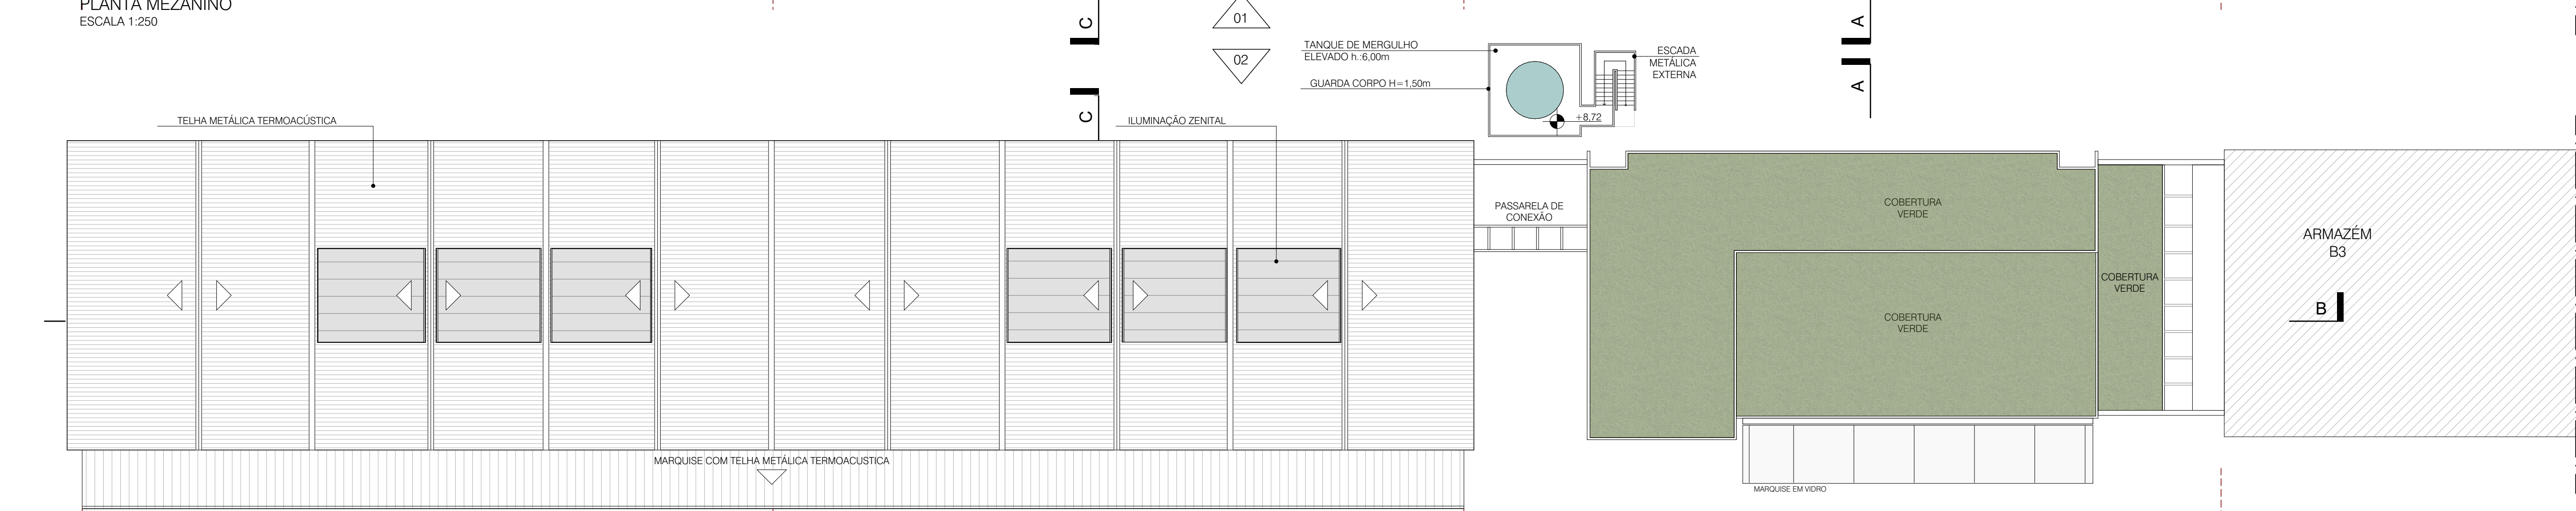 PLANTA MEZANINO
ESCALA 1:250
C
C
01
02
TANQUE DE MERGULHO
ELEVADO h.:6,00m
GUARDA CORPO H=1,50m
+8,72
ESCADA
METÁLICA
EXTERNA
A
A
TELHA METÁLICA TERMOACÚSTICA
ILUMINAÇÃO ZENITAL
PASSARELA DE
CONEXÃO
COBERTURA
VERDE
COBERTURA
VERDE
COBERTURA
VERDE
ARMAZÉM
B3
B
MARQUISE COM TELHA METÁLICA TERMOACUSTICA
MARQUISE EM VIDRO